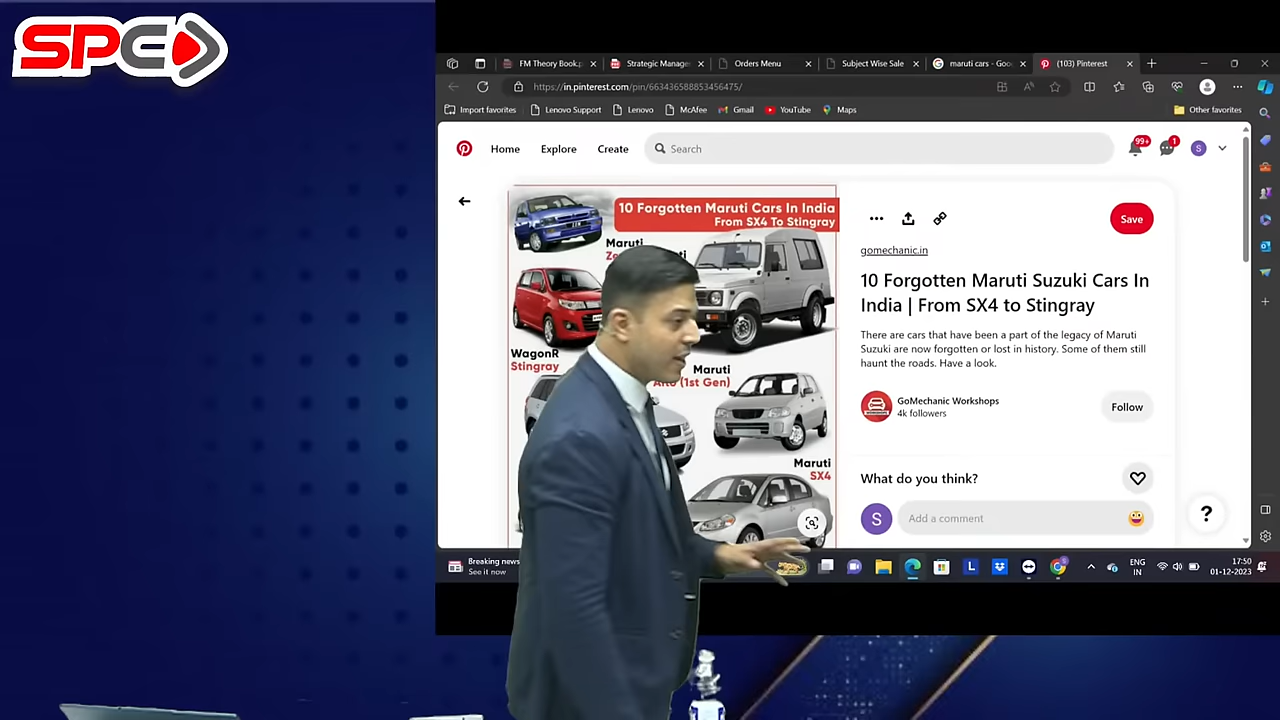 SPC
FM Theory Book.p
Strategic Manage
Orders Menu
Subject Wise Sale
maruti cars - Goo
(103) Pinterest
https://in.pinterest.com/pin/663436588853456475/
Import favorites
Lenovo Support
Lenovo
McAfee
Gmail
YouTube
Maps
Other favorites
Home
Explore
Create
Search
99+
1
S
10 Forgotten Maruti Cars In India
From SX4 To Stingray
Maruti
WagonR
Stingray
Maruti
Alto (1st Gen)
Maruti
SX4
Save
gomechanic.in
10 Forgotten Maruti Suzuki Cars In
India | From SX4 to Stingray
There are cars that have been a part of the legacy of Maruti
Suzuki are now forgotten or lost in history. Some of them still
haunt the roads. Have a look.
GoMechanic Workshops
4k followers
Follow
What do you think?
S
Add a comment
?
Breaking news
See it now
L
ENG
IN
17:50
01-12-2023